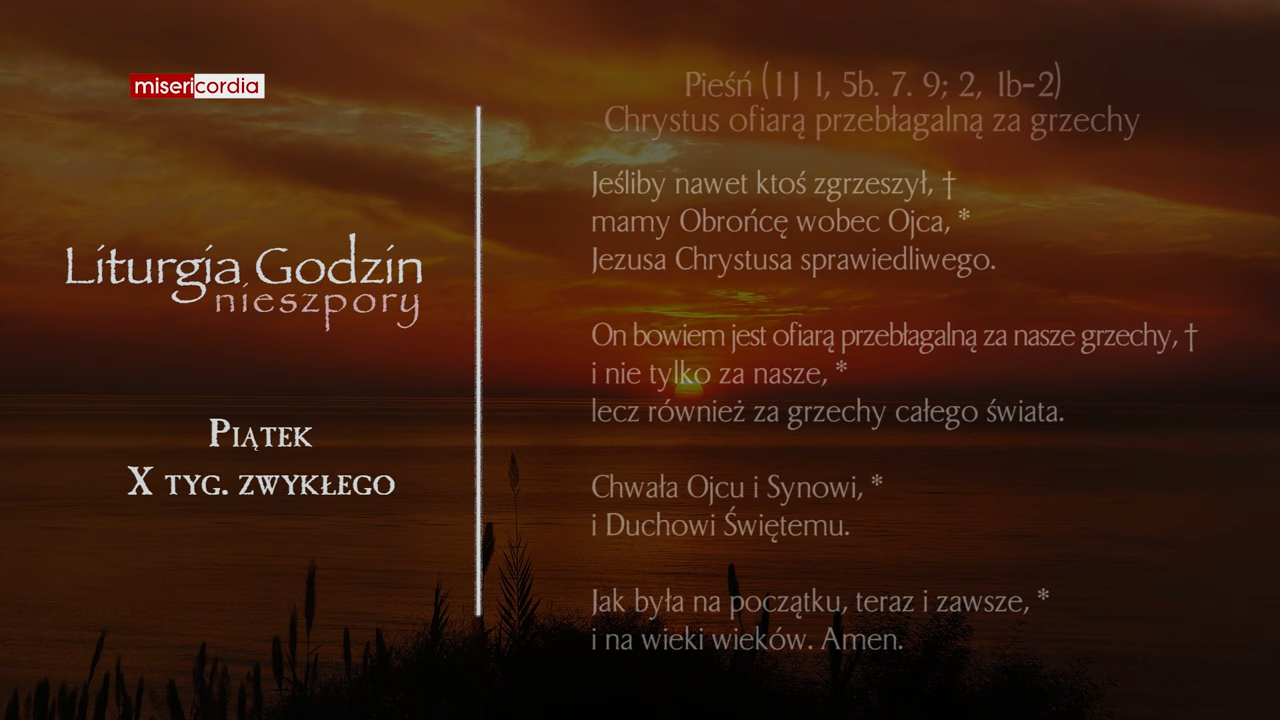 misericordia
Liturgia Godzin
nieszpory
Piątek
X tyg. zwykłego
Pieśń (1 J 1, 5b. 7. 9; 2, 1b-2)
Chrystus ofiarą przebłagalną za grzechy
Jeśliby nawet ktoś zgrzeszył, †
mamy Obrońcę wobec Ojca, *
Jezusa Chrystusa sprawiedliwego.
On bowiem jest ofiarą przebłagalną za nasze grzechy, †
i nie tylko za nasze, *
lecz również za grzechy całego świata.
Chwała Ojcu i Synowi, *
i Duchowi Świętemu.
Jak była na początku, teraz i zawsze, *
i na wieki wieków. Amen.